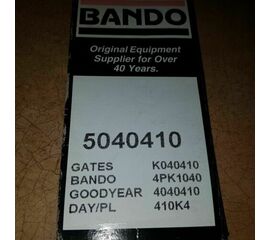 BANDO
Original Equipment
Supplier for Over
40 Years.
5040410
GATES K040410
BANDO 4PK1040
GOODYEAR 4040410
DAY/PL 410K4